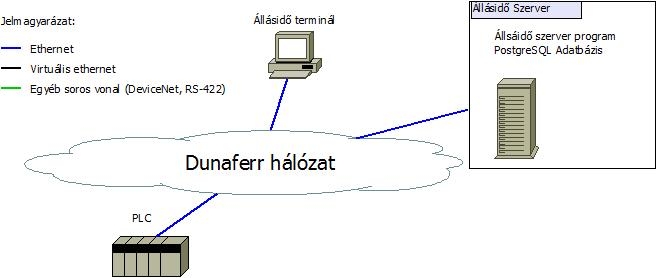 Jelmagyarázat:
Ethernet
Virtuális ethernet
Egyéb soros vonal (DeviceNet, RS-422)
Állásidő terminál
Állásidő Szerver
Állsáidő szerver program
PostgreSQL Adatbázis
Dunaferr hálózat
PLC